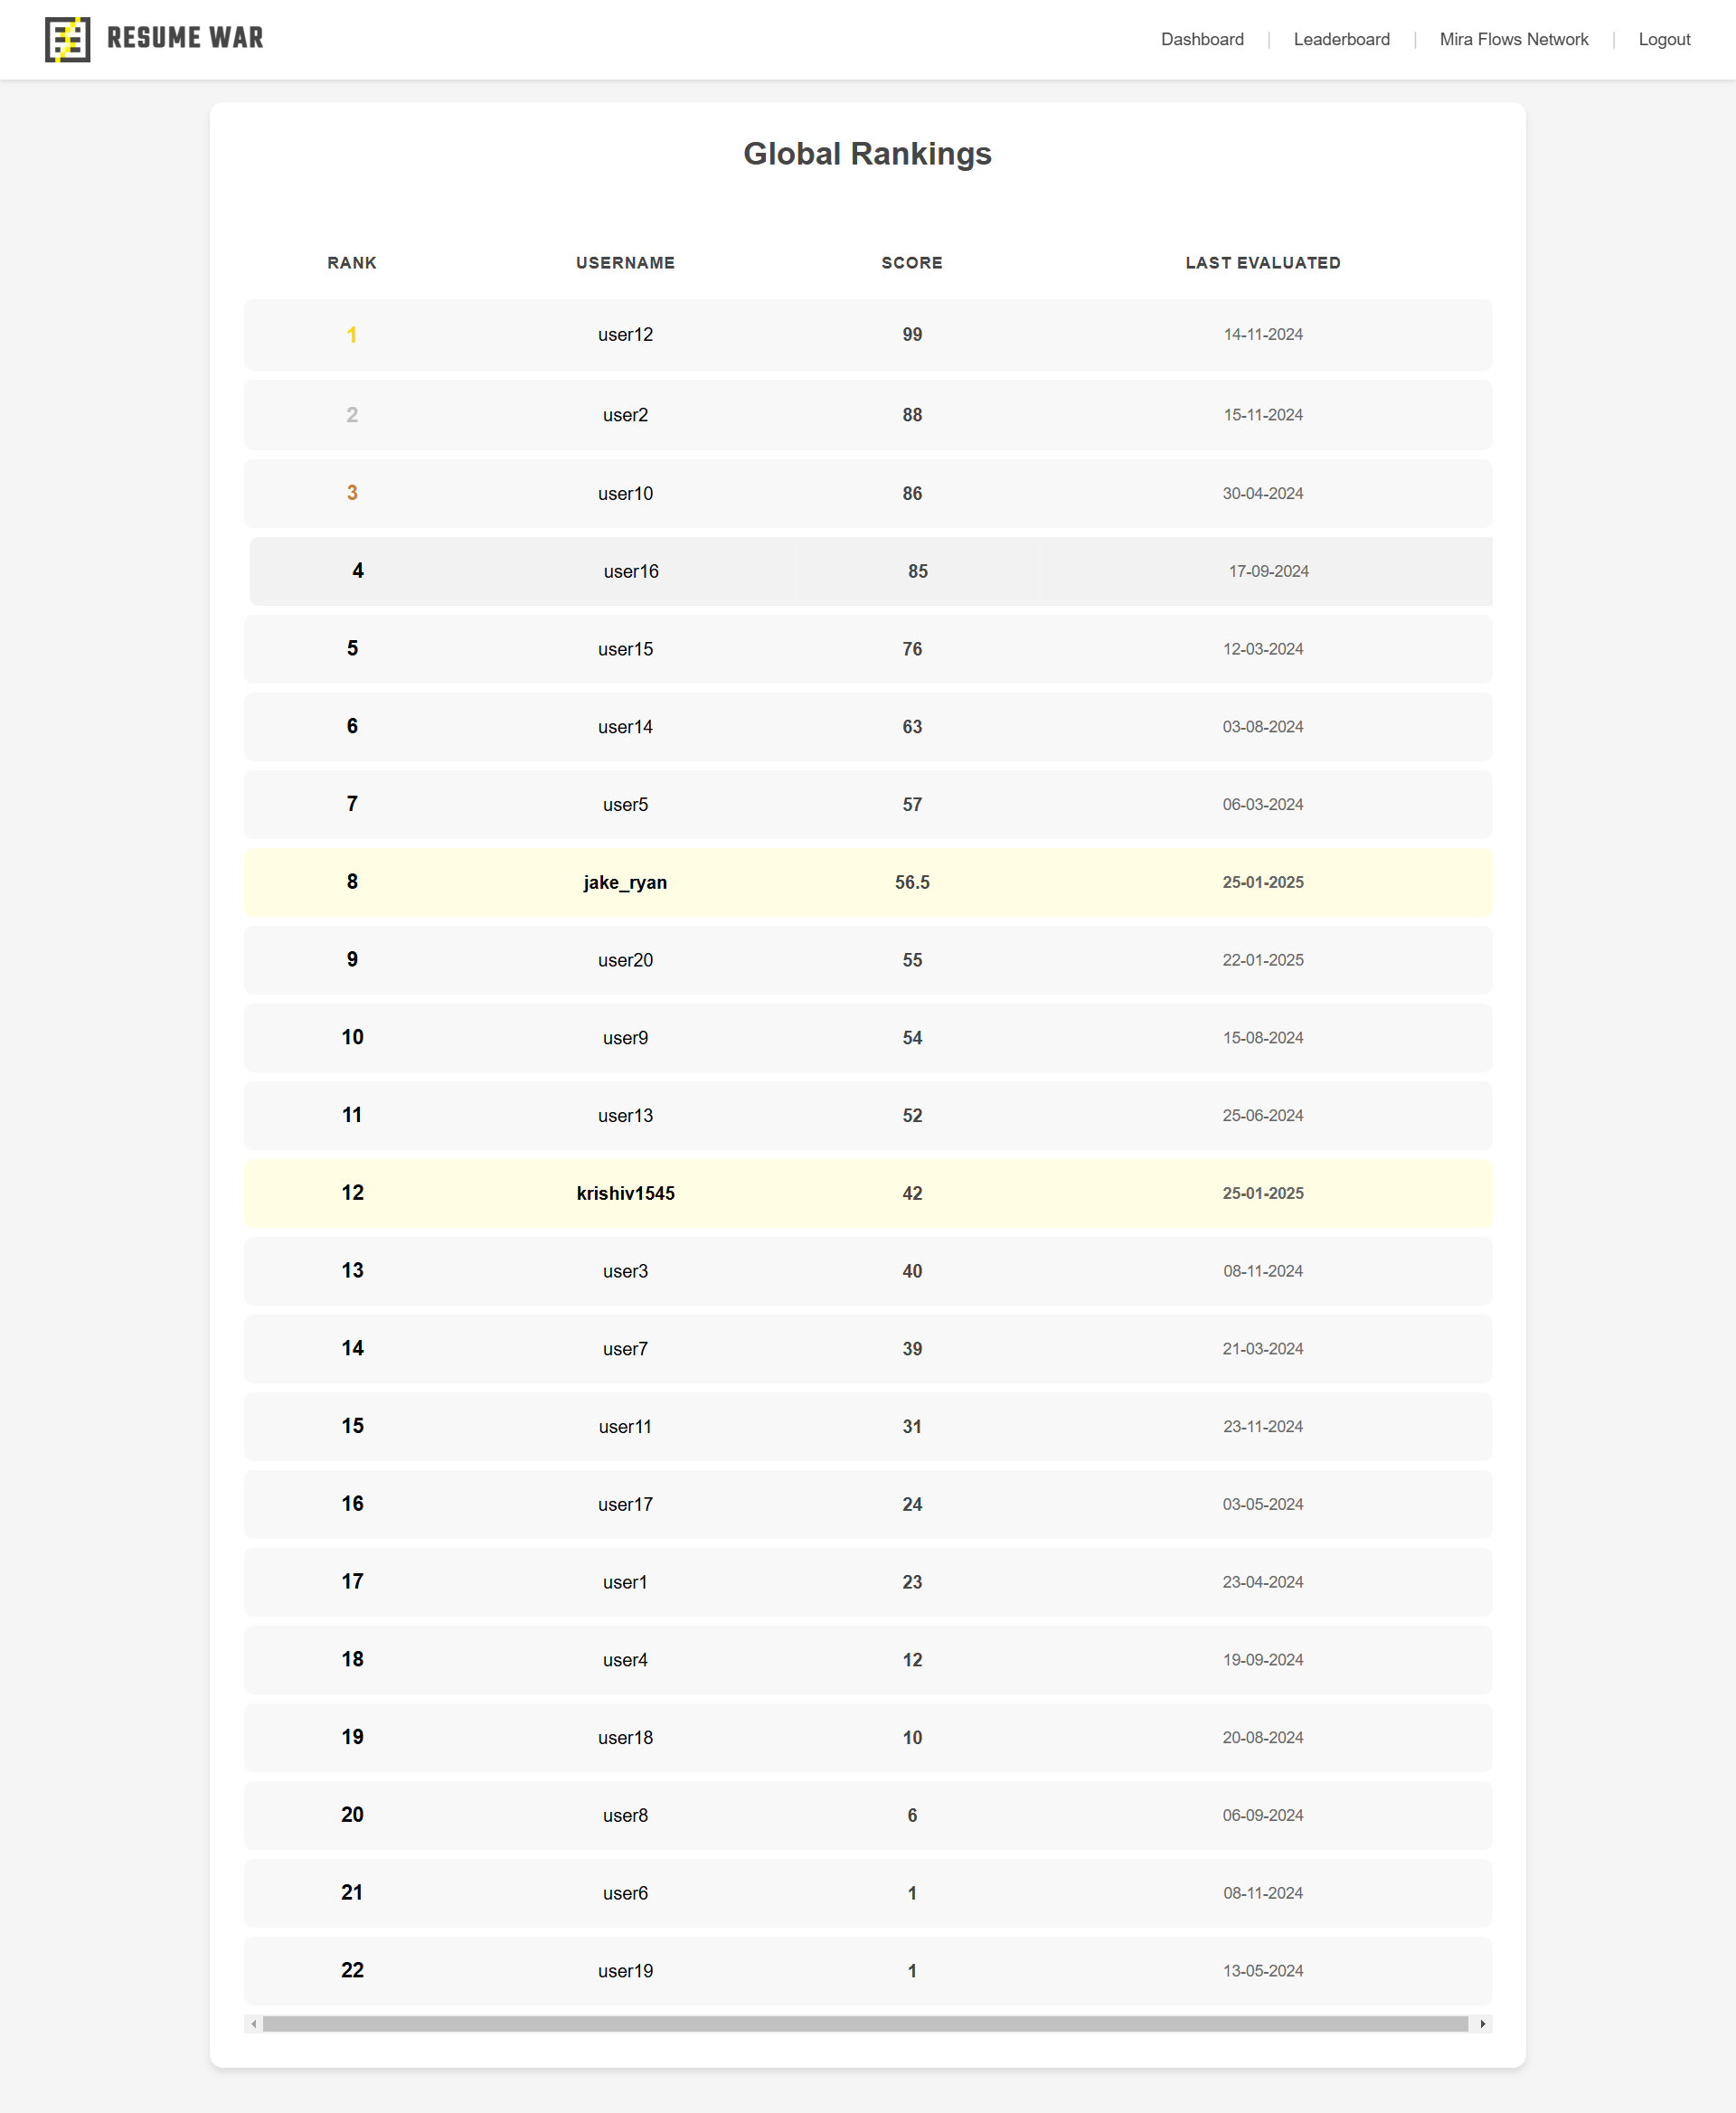 RESUME WAR
Dashboard | Leaderboard | Mira Flows Network | Logout
Global Rankings
RANK USERNAME SCORE LAST EVALUATED
1 user12 99 14-11-2024
2 user2 88 15-11-2024
3 user10 86 30-04-2024
4 user16 85 17-09-2024
5 user15 76 12-03-2024
6 user14 63 03-08-2024
7 user5 57 06-03-2024
8 jake_ryan 56.5 25-01-2025
9 user20 55 22-01-2025
10 user9 54 15-08-2024
11 user13 52 25-06-2024
12 krishiv1545 42 25-01-2025
13 user3 40 08-11-2024
14 user7 39 21-03-2024
15 user11 31 23-11-2024
16 user17 24 03-05-2024
17 user1 23 23-04-2024
18 user4 12 19-09-2024
19 user18 10 20-08-2024
20 user8 6 06-09-2024
21 user6 1 08-11-2024
22 user19 1 13-05-2024